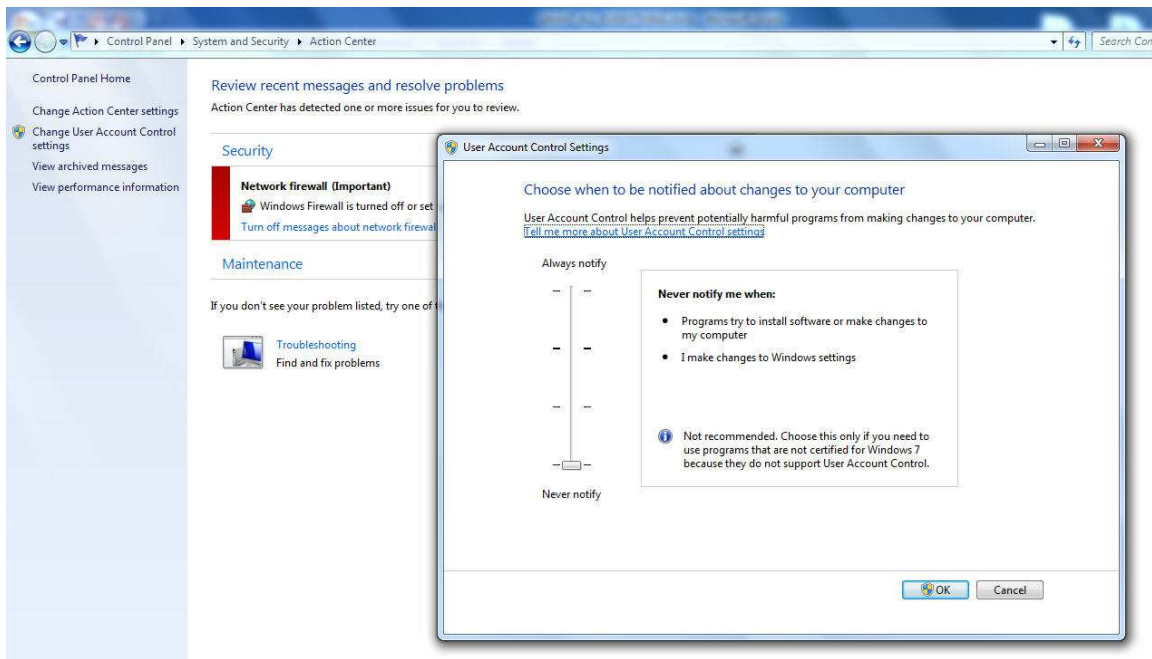 Control Panel ▸ System and Security ▸ Action Center
Search Con
Control Panel Home
Change Action Center settings
Change User Account Control
settings
View archived messages
View performance information
Review recent messages and resolve problems
Action Center has detected one or more issues for you to review.
Security
Network firewall (Important)
Windows Firewall is turned off or set
Turn off messages about network firewal
Maintenance
If you don't see your problem listed, try one of
Troubleshooting
Find and fix problems
User Account Control Settings
Choose when to be notified about changes to your computer
User Account Control helps prevent potentially harmful programs from making changes to your computer.
Tell me more about User Account Control settings
Always notify
Never notify me when:
• Programs try to install software or make changes to
my computer
• I make changes to Windows settings
Not recommended. Choose this only if you need to
use programs that are not certified for Windows 7
because they do not support User Account Control.
Never notify
OK
Cancel